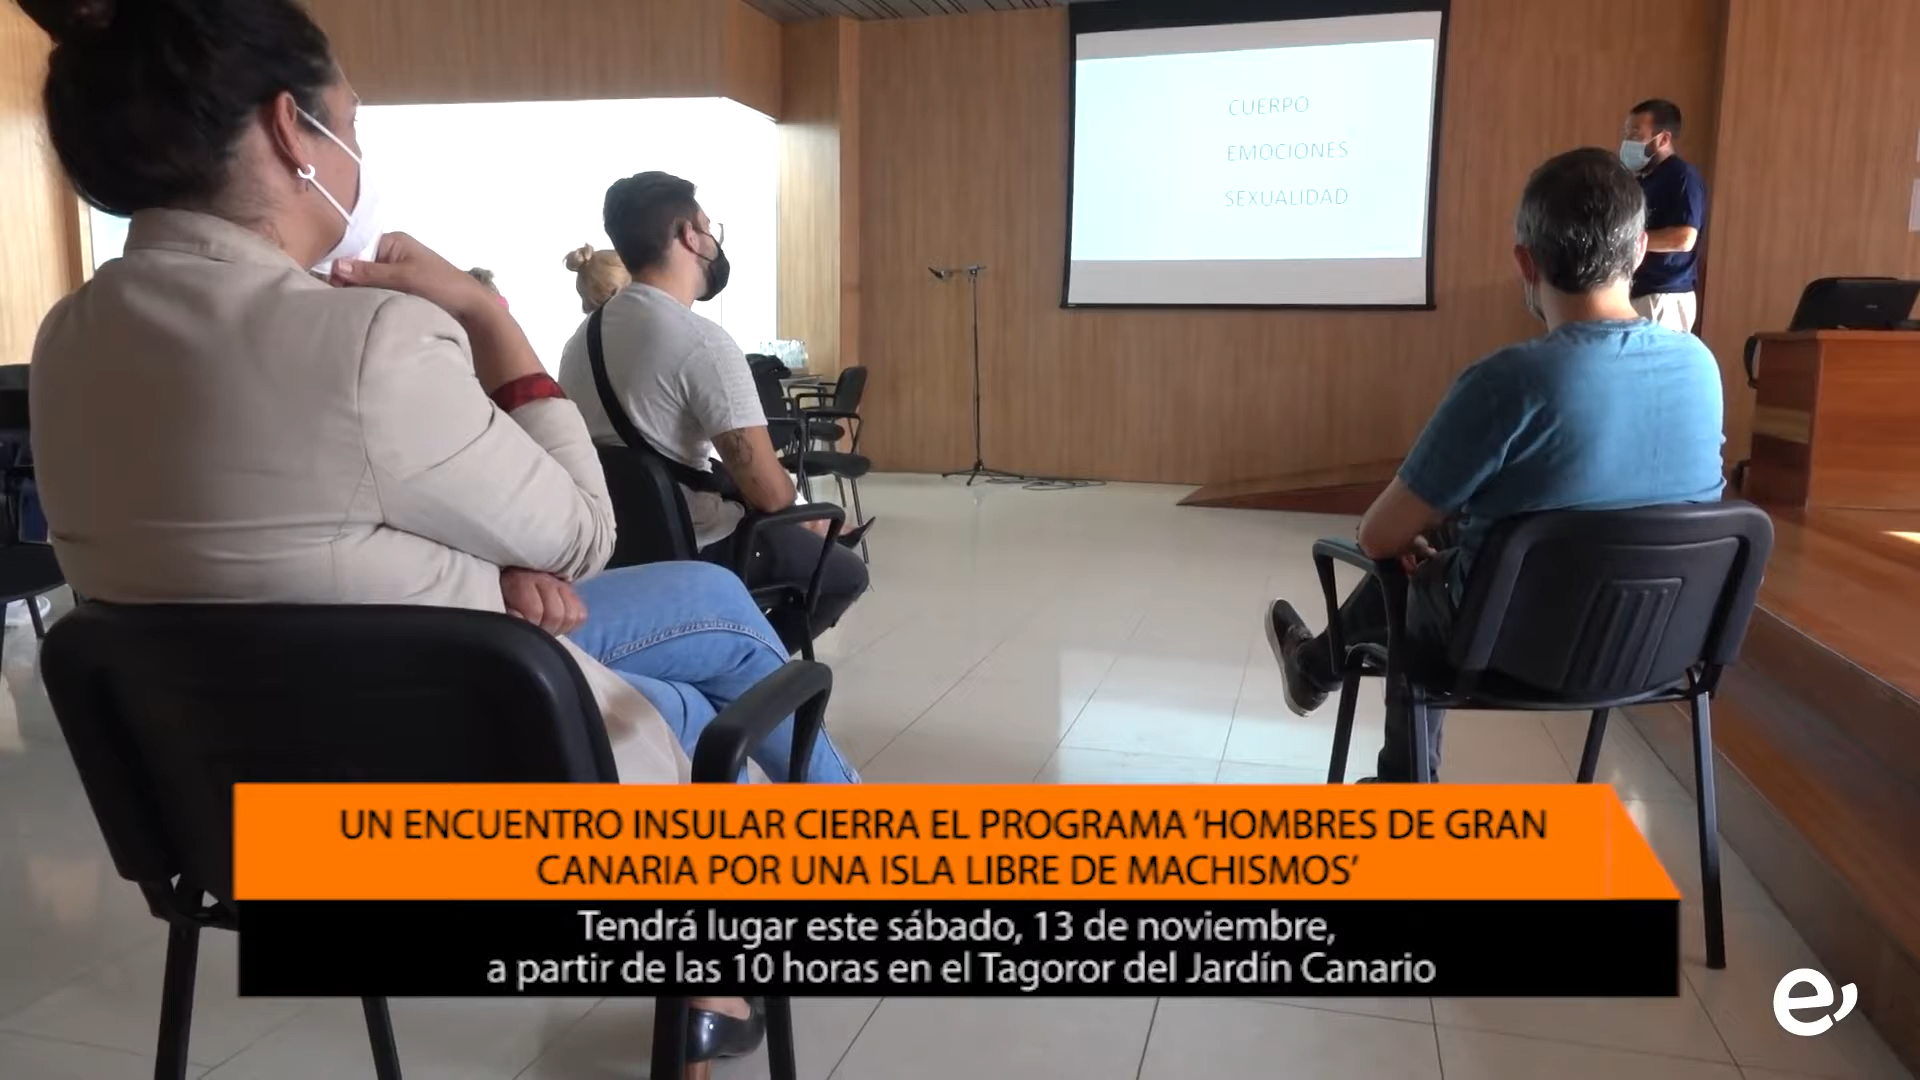 CUERPO
EMOCIONES
SEXUALIDAD
UN ENCUENTRO INSULAR CIERRA EL PROGRAMA ‘HOMBRES DE GRAN
CANARIA POR UNA ISLA LIBRE DE MACHISMOS’
Tendrá lugar este sábado, 13 de noviembre,
a partir de las 10 horas en el Tagoror del Jardín Canario
e